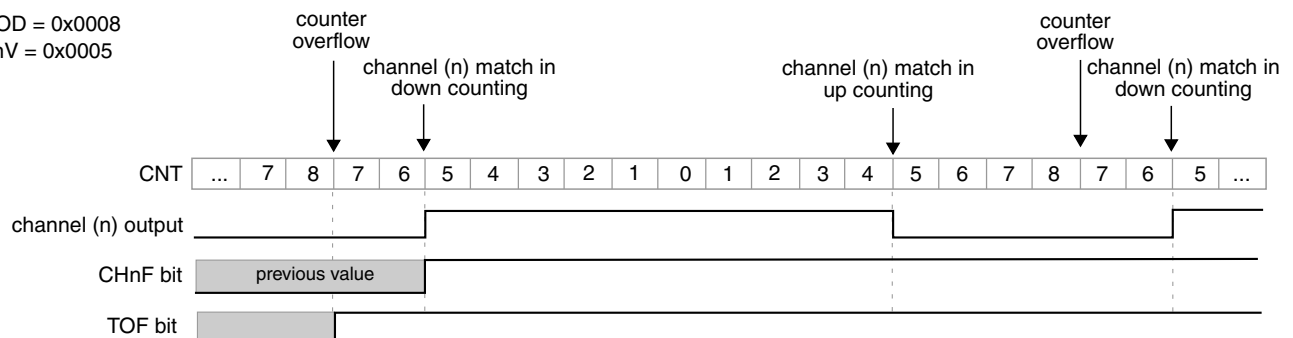 OD = 0x0008
nV = 0x0005
counter
overflow
channel (n) match in
down counting
channel (n) match in
up counting
counter
overflow
channel (n) match in
down counting
CNT ... 7 8 7 6 5 4 3 2 1 0 1 2 3 4 5 6 7 8 7 6 5 ...
channel (n) output
CHnF bit previous value
TOF bit